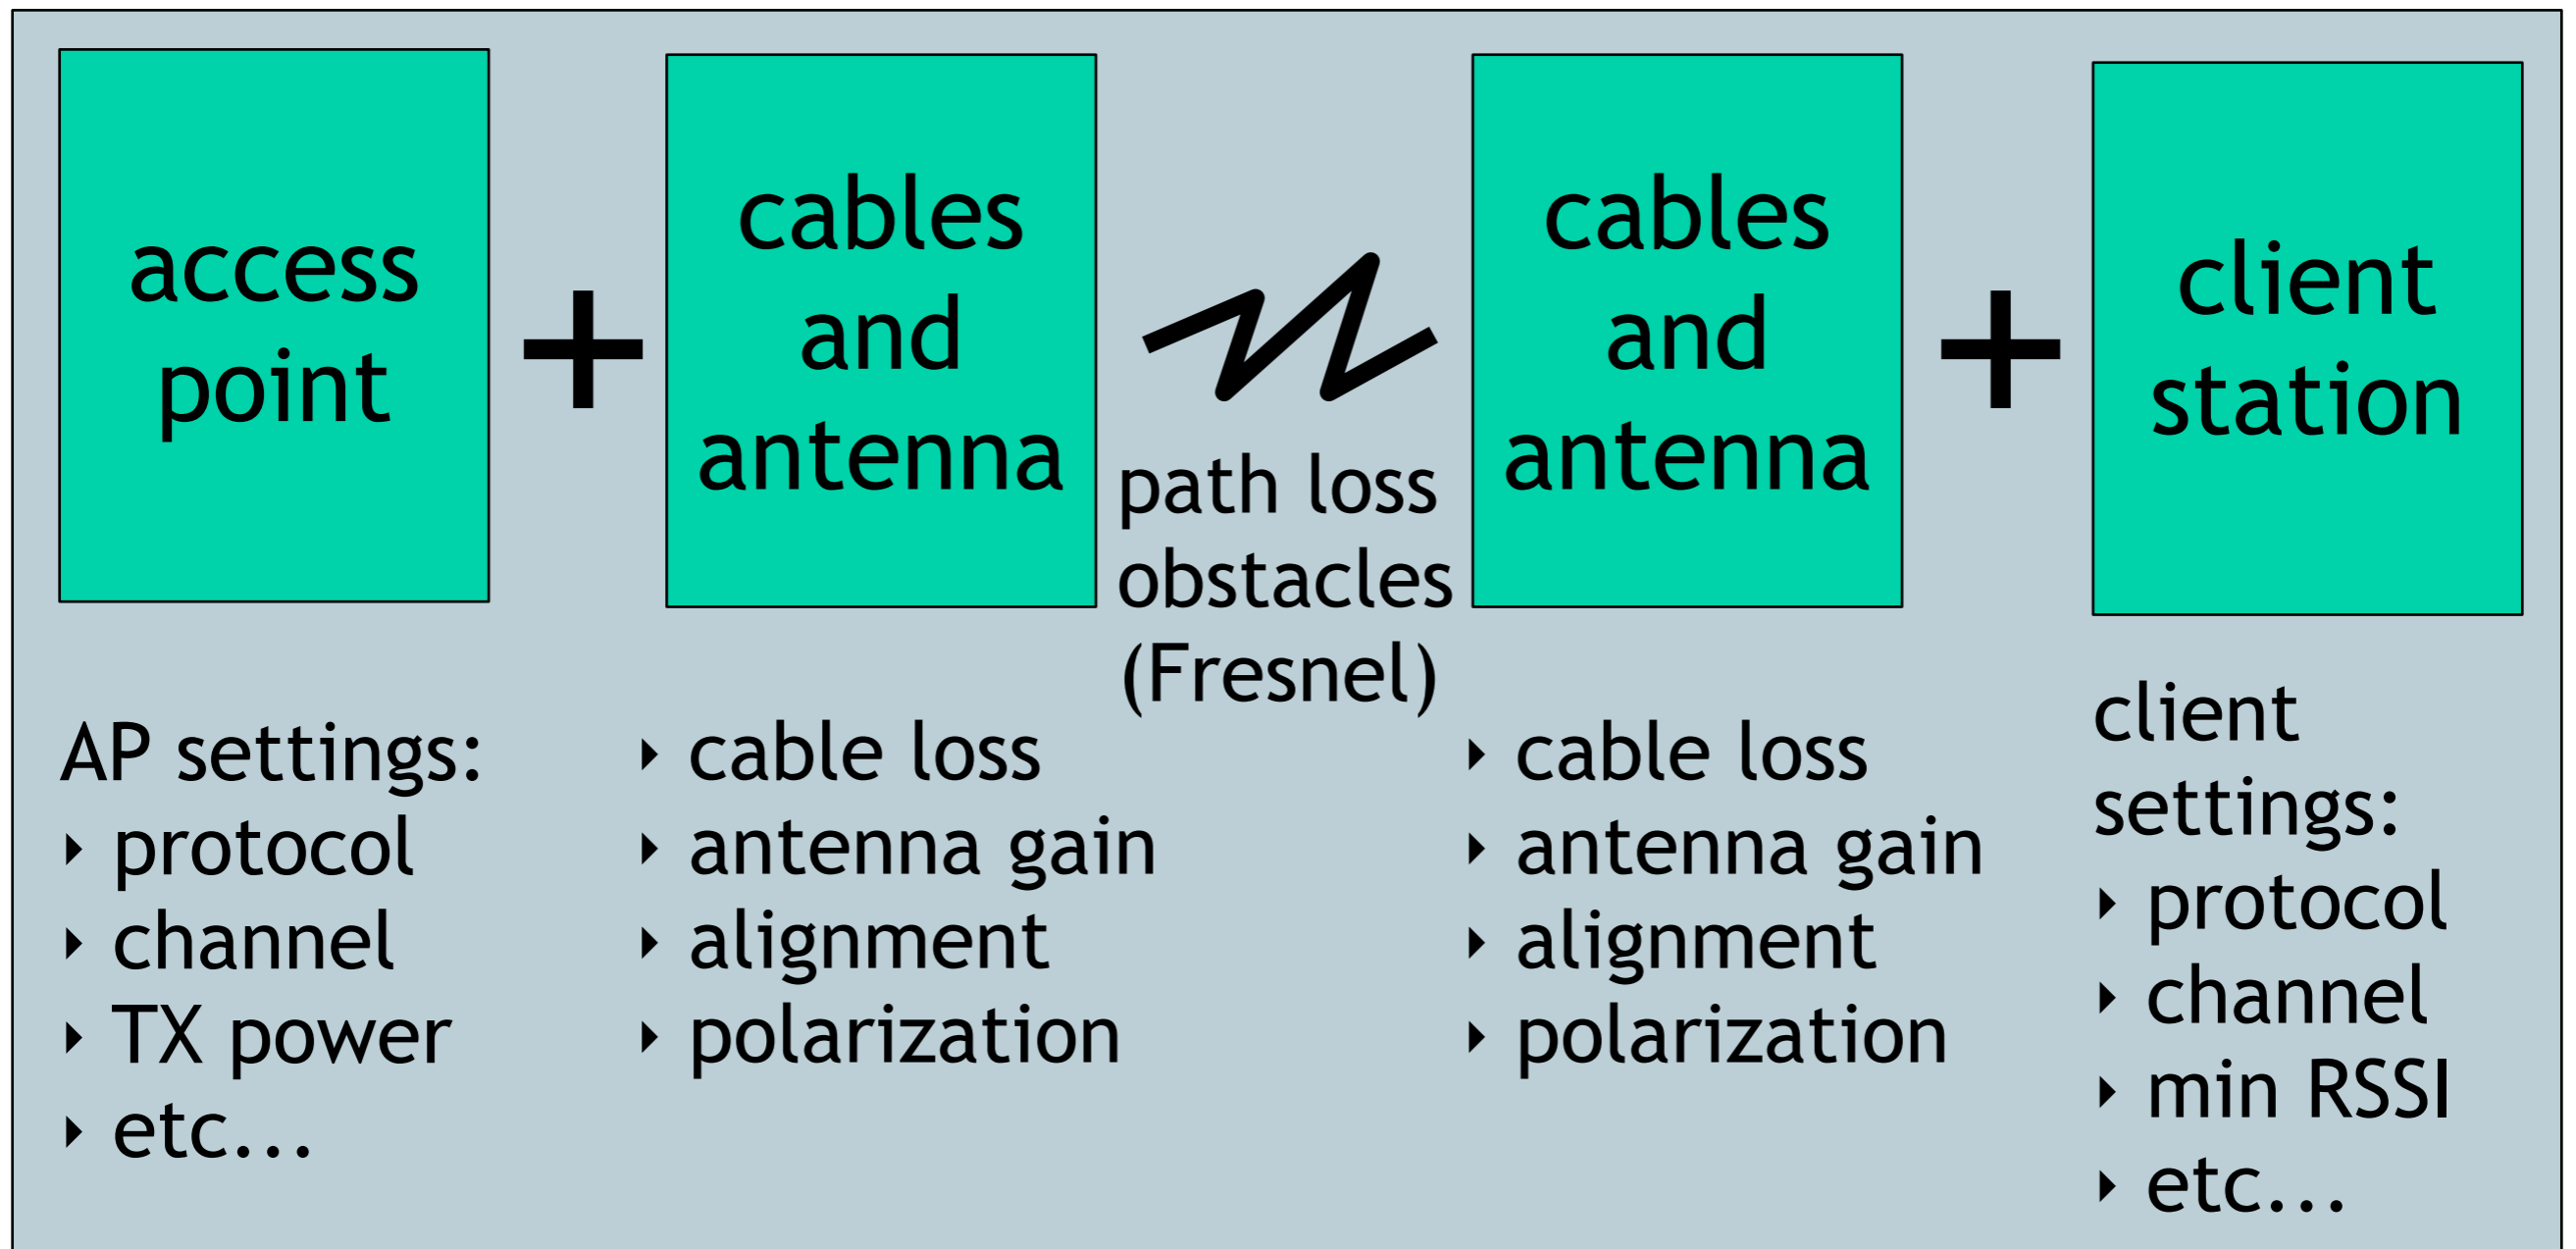 access
point
+
cables
and
antenna
path loss
obstacles
(Fresnel)
cables
and
antenna
+
client
station
AP settings:
‣ protocol
‣ channel
‣ TX power
‣ etc...
‣ cable loss
‣ antenna gain
‣ alignment
‣ polarization
‣ cable loss
‣ antenna gain
‣ alignment
‣ polarization
client
settings:
‣ protocol
‣ channel
‣ min RSSI
‣ etc...